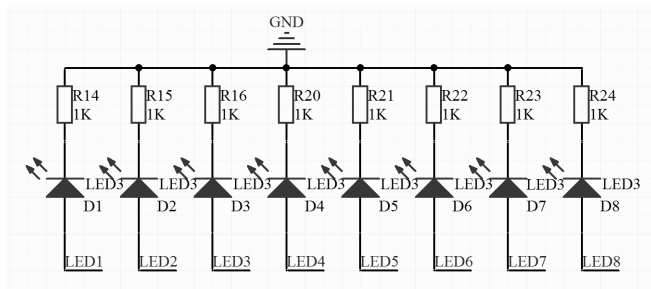 GND
R14 R15 R16 R20 R21 R22 R23 R24
1K 1K 1K 1K 1K 1K 1K 1K
LED3 LED3 LED3 LED3 LED3 LED3 LED3 LED3
D1 D2 D3 D4 D5 D6 D7 D8
LED1 LED2 LED3 LED4 LED5 LED6 LED7 LED8